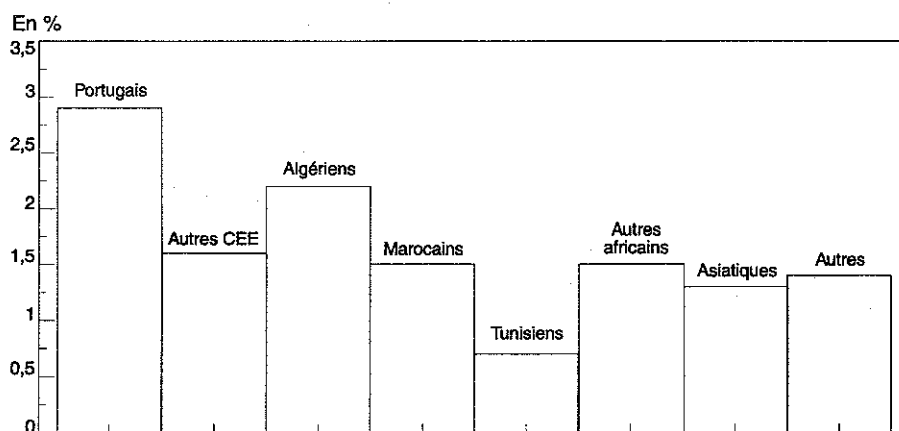 En %
3,5
3
2,5
2
1,5
1
0,5
0
Portugais
Autres CEE
Algériens
Marocains
Tunisiens
Autres
africains
Asiatiques
Autres